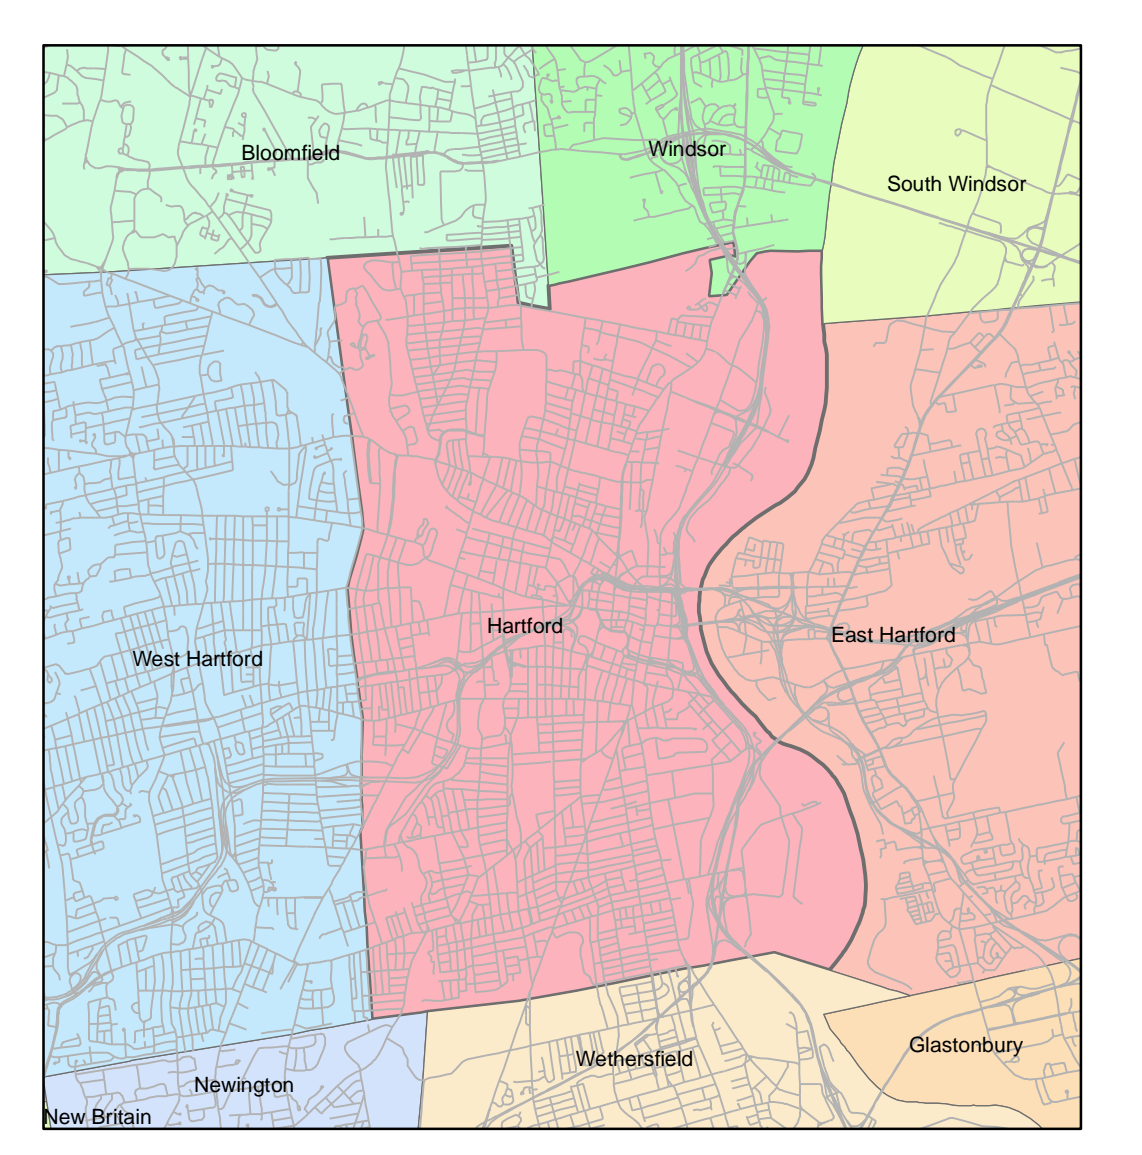 Bloomfield
Windsor
South Windsor
Hartford
East Hartford
West Hartford
Glastonbury
Wethersfield
Newington
New Britain